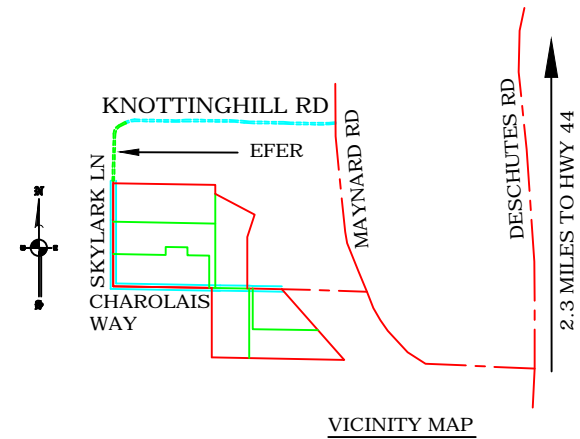 KNOTTINGHILL RD
EFER
SKYLARK LN
MAYNARD RD
DESCHUTES RD
2.3 MILES TO HWY 44
N
CHAROLAIS
WAY
VICINITY MAP